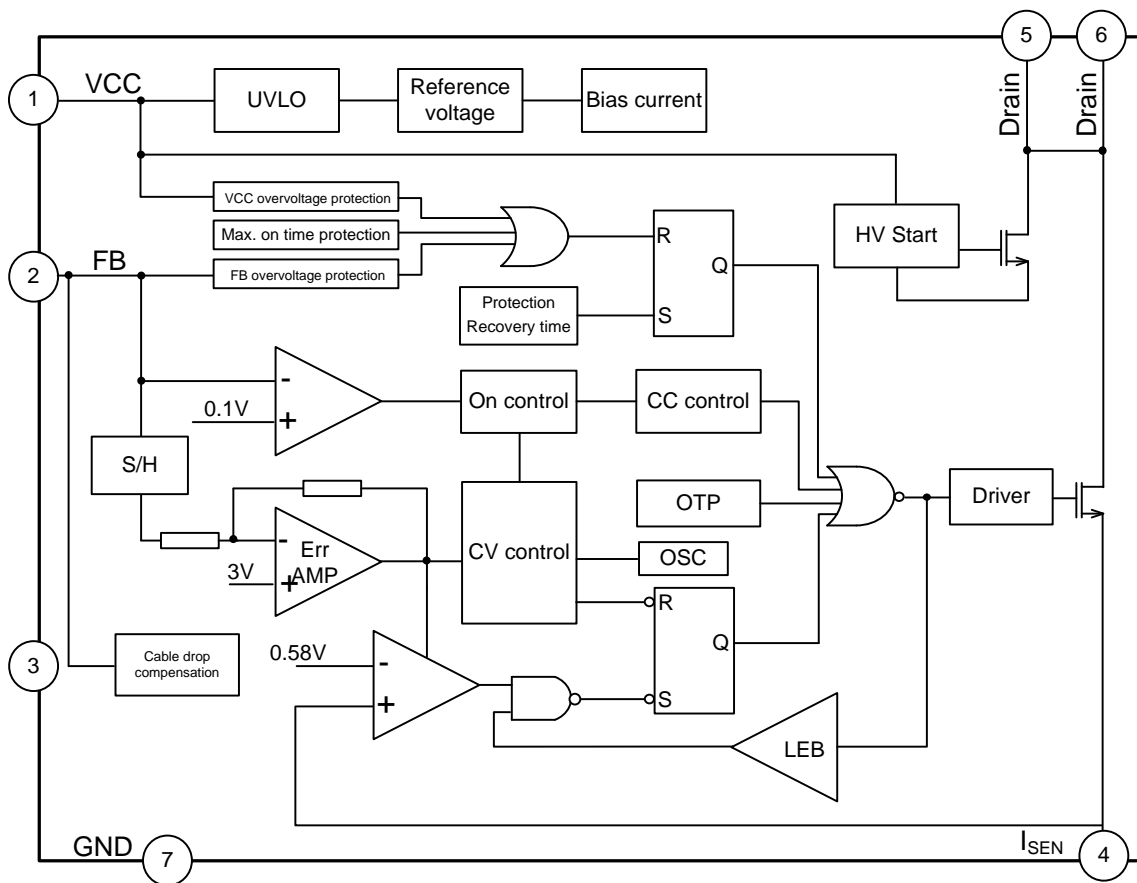 5
6
1
VCC
UVLO
Reference
voltage
Bias current
Drain
Drain
VCC overvoltage protection
Max. on time protection
FB overvoltage protection
R
Q
S
HV Start
2
FB
Protection
Recovery time
-
+
0.1V
On control
CC control
S/H
-
+
Err
AMP
3V
CV control
OTP
OSC
Driver
R
Q
S
3
Cable drop
compensation
0.58V
-
+
LEB
GND
7
ISEN
4